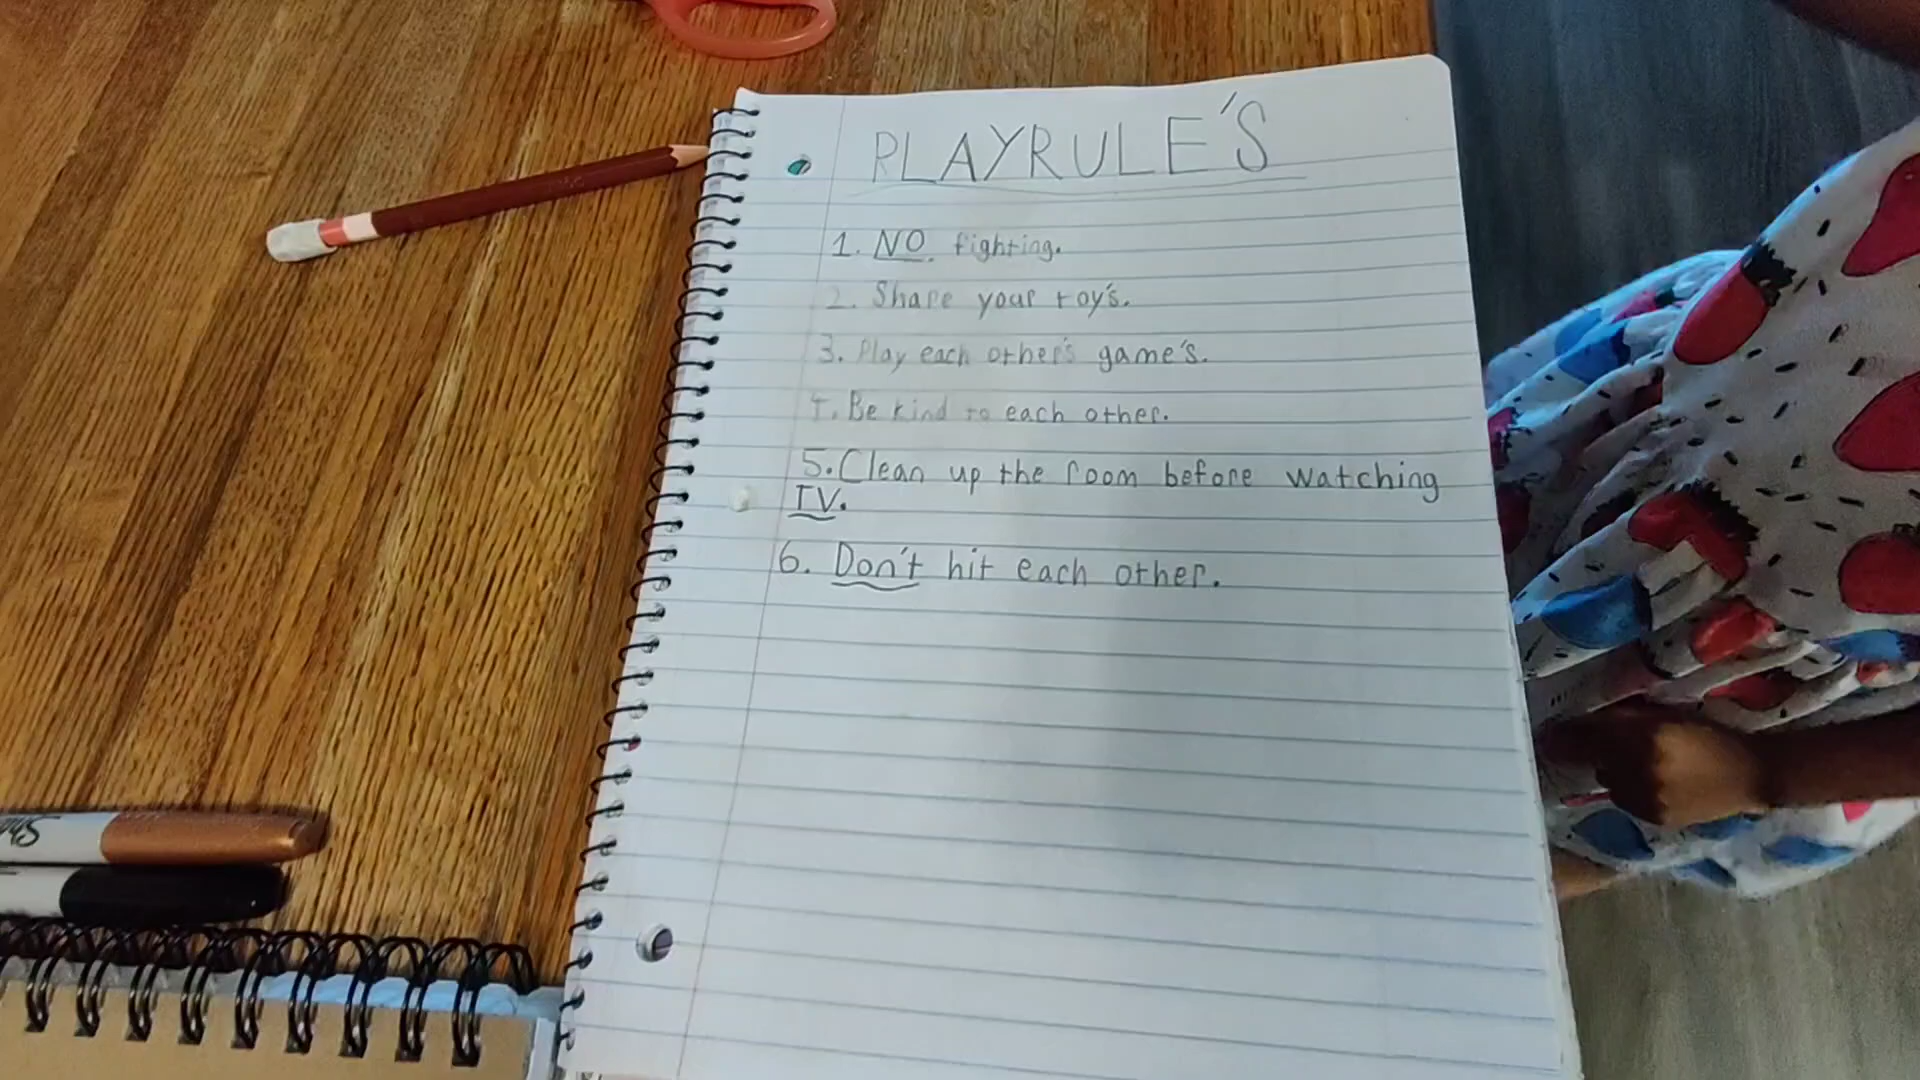 PLAYRULE'S
1. NO fighting.
2. Share your toy's.
3. Play each other's game's.
4. Be kind to each other.
5. Clean up the room before watching
TV.
6. Don't hit each other.